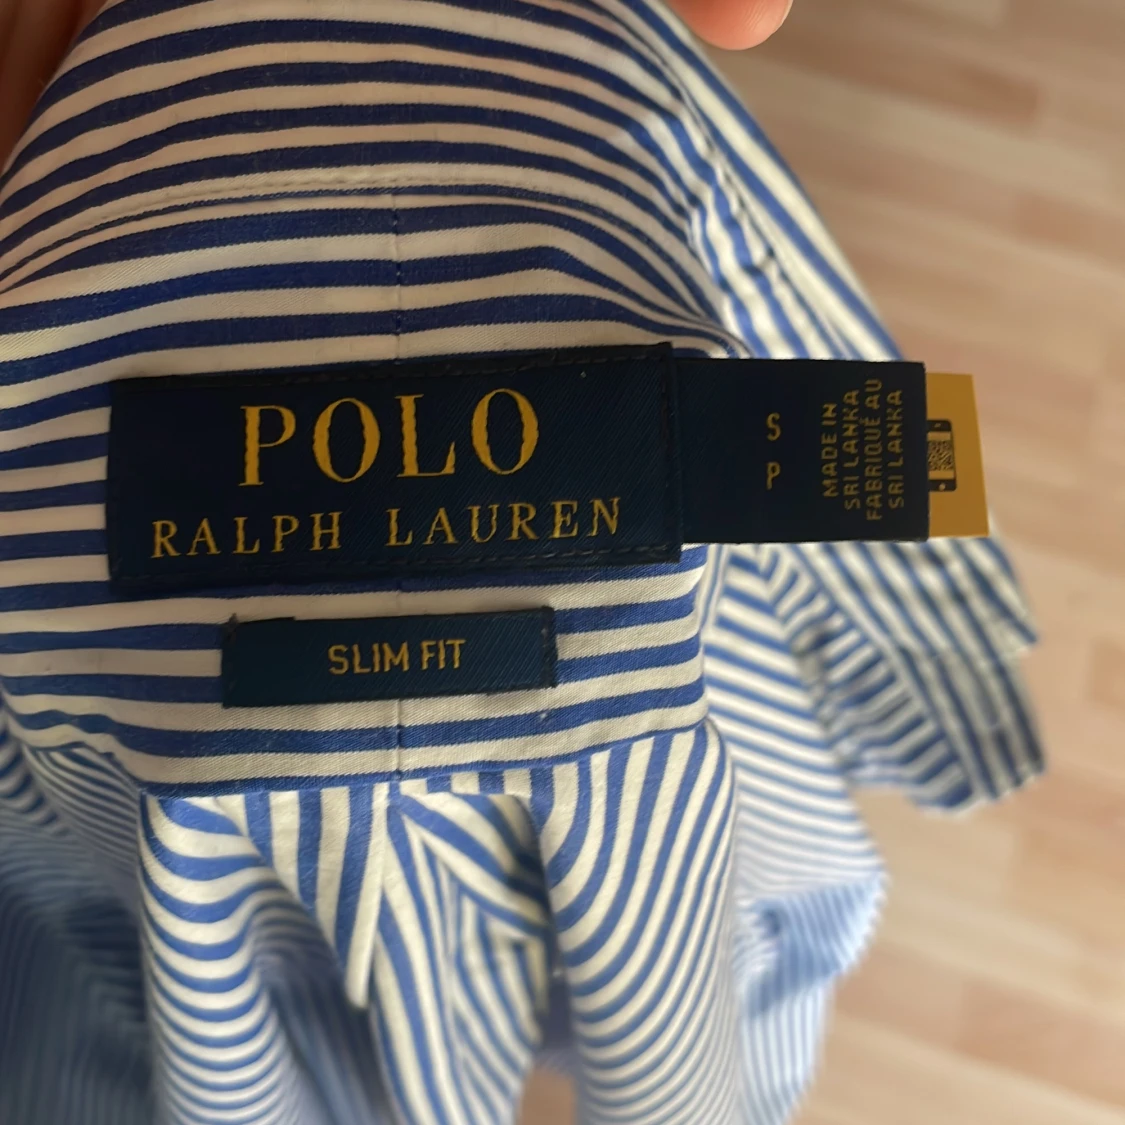 POLO
RALPH LAUREN
SLIM FIT
S
P
MADE IN
SRI LANKA
FABRIQUÉ AU
SRI LANKA